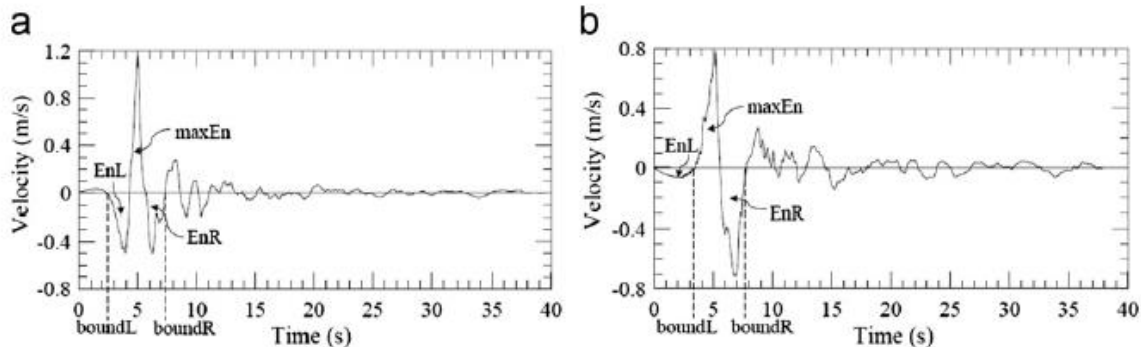 a
b
1.2
0.8
0.4
0
-0.4
-0.8
Velocity (m/s)
maxEn
EnL
EnR
0 5 10 15 20 25 30 35 40
boundL boundR Time (s)
0.8
0.4
0
-0.4
-0.8
Velocity (m/s)
maxEn
EnL
EnR
0 5 10 15 20 25 30 35 40
boundL boundR Time (s)